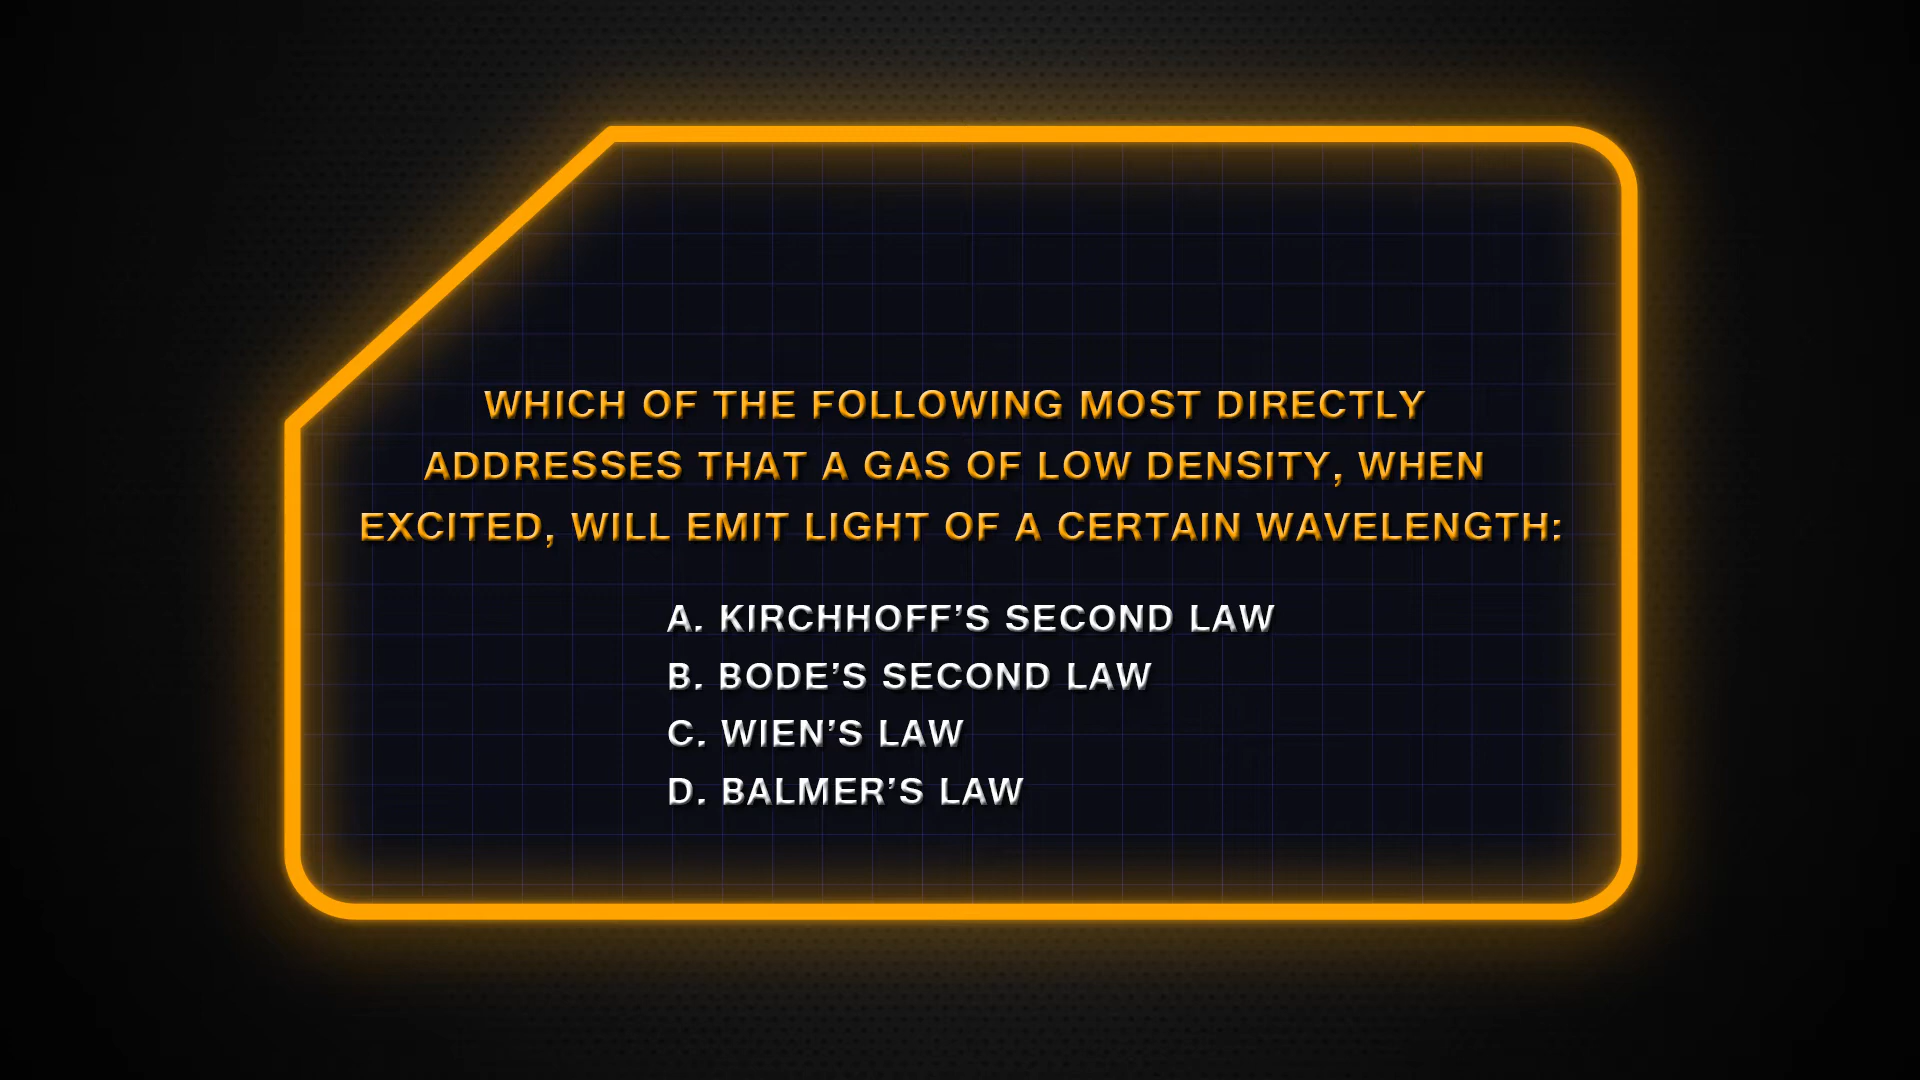 WHICH OF THE FOLLOWING MOST DIRECTLY
ADDRESSES THAT A GAS OF LOW DENSITY, WHEN
EXCITED, WILL EMIT LIGHT OF A CERTAIN WAVELENGTH:
A. KIRCHHOFF’S SECOND LAW
B. BODE’S SECOND LAW
C. WIEN’S LAW
D. BALMER’S LAW